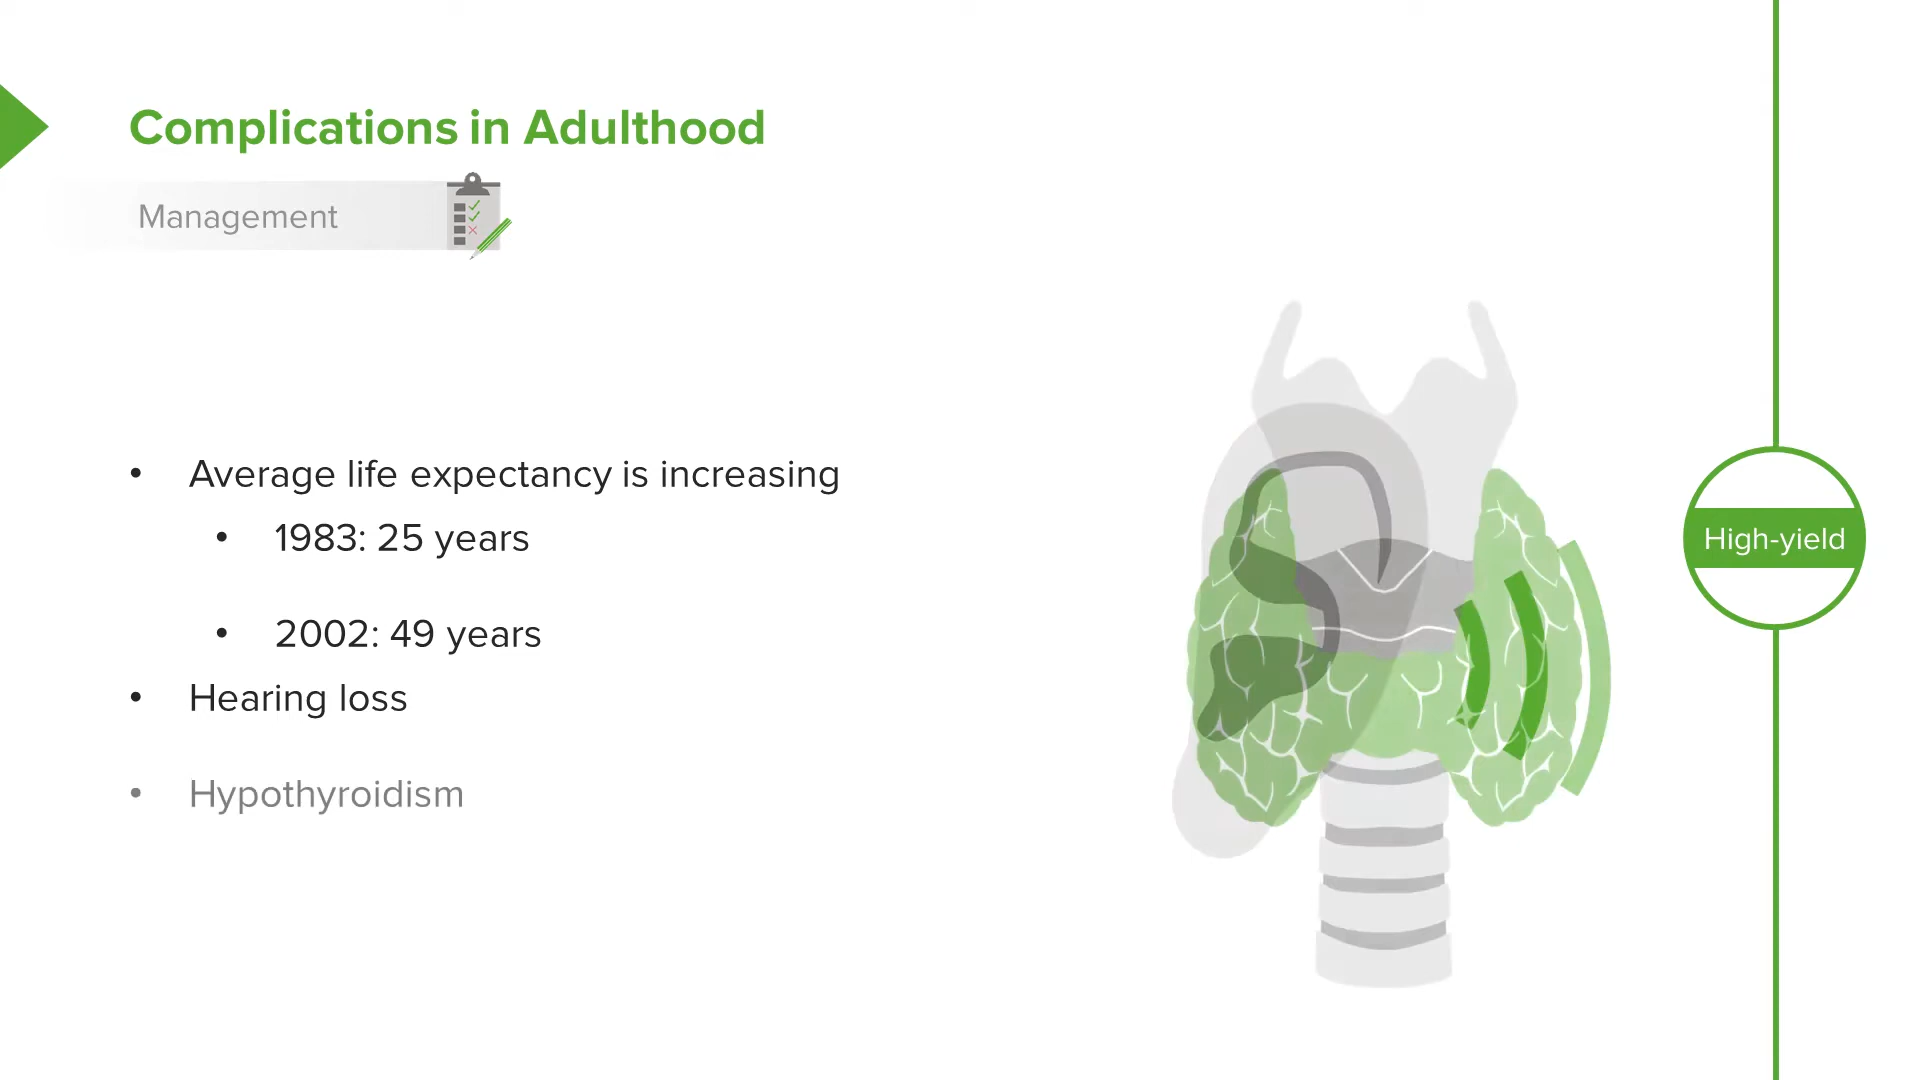 Complications in Adulthood
Management
• Average life expectancy is increasing
• 1983: 25 years
• 2002: 49 years
• Hearing loss
• Hypothyroidism
High-yield